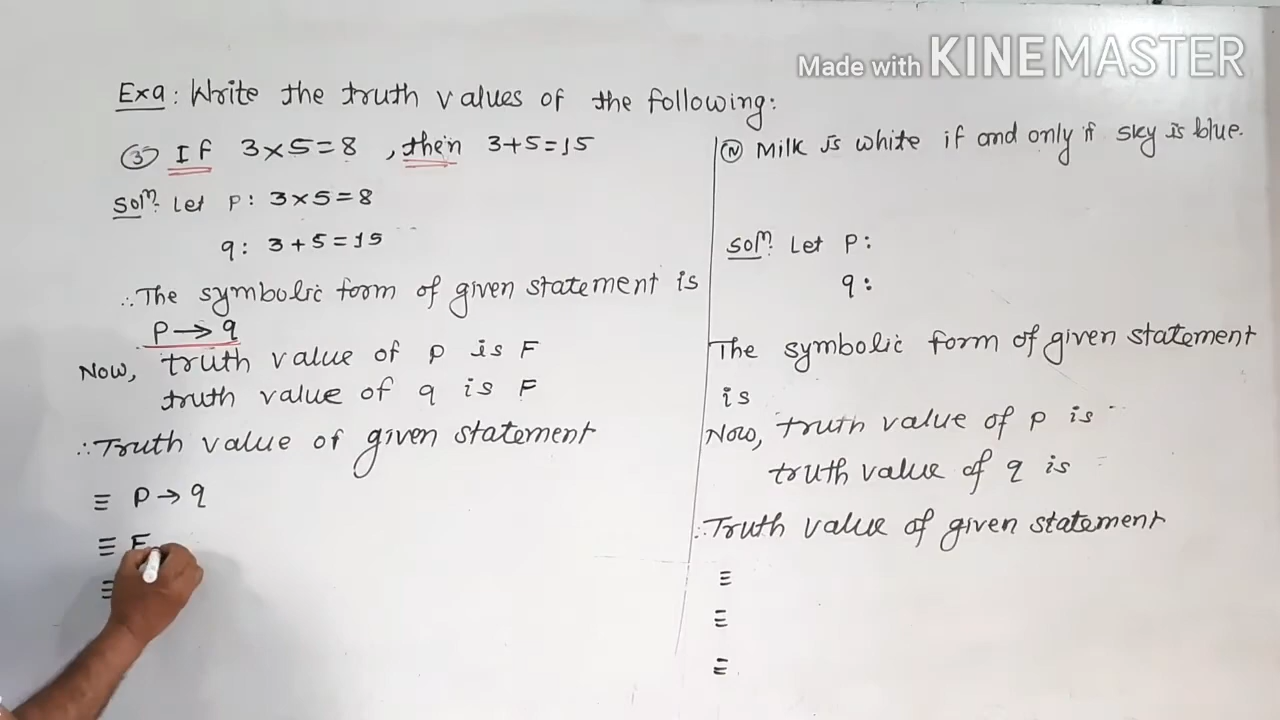 Made with KINEMASTER
Exa: Write the truth values of the following:
③ If 3×5=8, then 3+5=15
Solⁿ: Let p: 3×5=8
q: 3+5=15
∴The symbolic form of given statement is
p→q
Now, truth value of p is F
truth value of q is F
∴Truth value of given statement
≡ p→q
≡ F
≡
Ⓝ Milk is white if and only if sky is blue.
Solⁿ: Let p:
q:
The symbolic form of given statement
is
Now, truth value of p is
truth value of q is
∴Truth value of given statement
≡
≡
≡